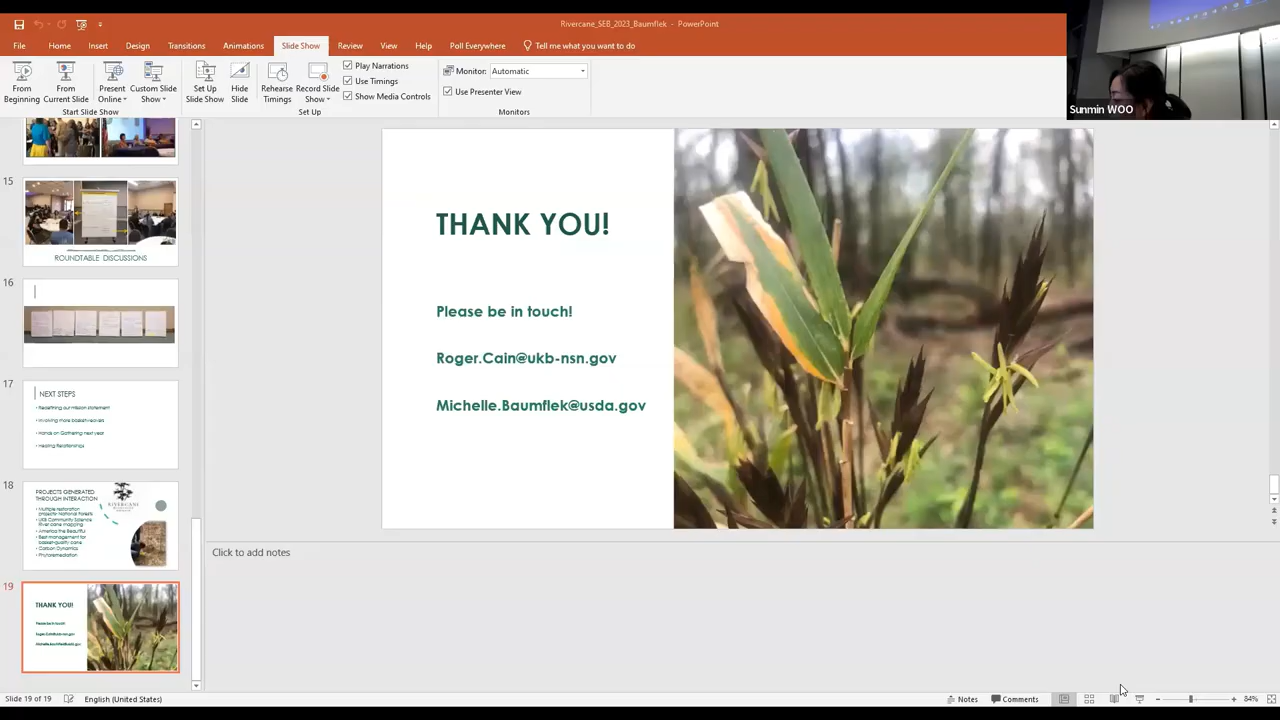 Rivercane_SEB_2023_Baumflek - PowerPoint
File Home Insert Design Transitions Animations Slide Show Review View Help Poll Everywhere Tell me what you want to do
From Beginning
From Current Slide
Present Online
Custom Slide Show
Start Slide Show
Set Up Slide Show
Hide Slide
Rehearse Timings
Record Slide Show
Play Narrations
Use Timings
Show Media Controls
Set Up
Monitor: Automatic
Use Presenter View
Monitors
Sunmin WOO
15
ROUNDTABLE DISCUSSIONS
16
17
NEXT STEPS
• Redefining our mission statement
• Involving more basketweavers
• Hands on Gathering next year
• Healing Relationships
18
PROJECTS GENERATED
THROUGH INTERACTION
RIVERCANE
• Multiple restoration
projects- National Forests
• UKB Community Science
River cane mapping
• America the Beautiful
• Best management for
basket-quality cane
• Carbon Dynamics
• Phytoremediation
19
THANK YOU!
Please be in touch!
Roger.Cain@ukb-nsn.gov
Michelle.Baumflek@usda.gov
THANK YOU!
Please be in touch!
Roger.Cain@ukb-nsn.gov
Michelle.Baumflek@usda.gov
Click to add notes
Slide 19 of 19 English (United States) Notes Comments 84%